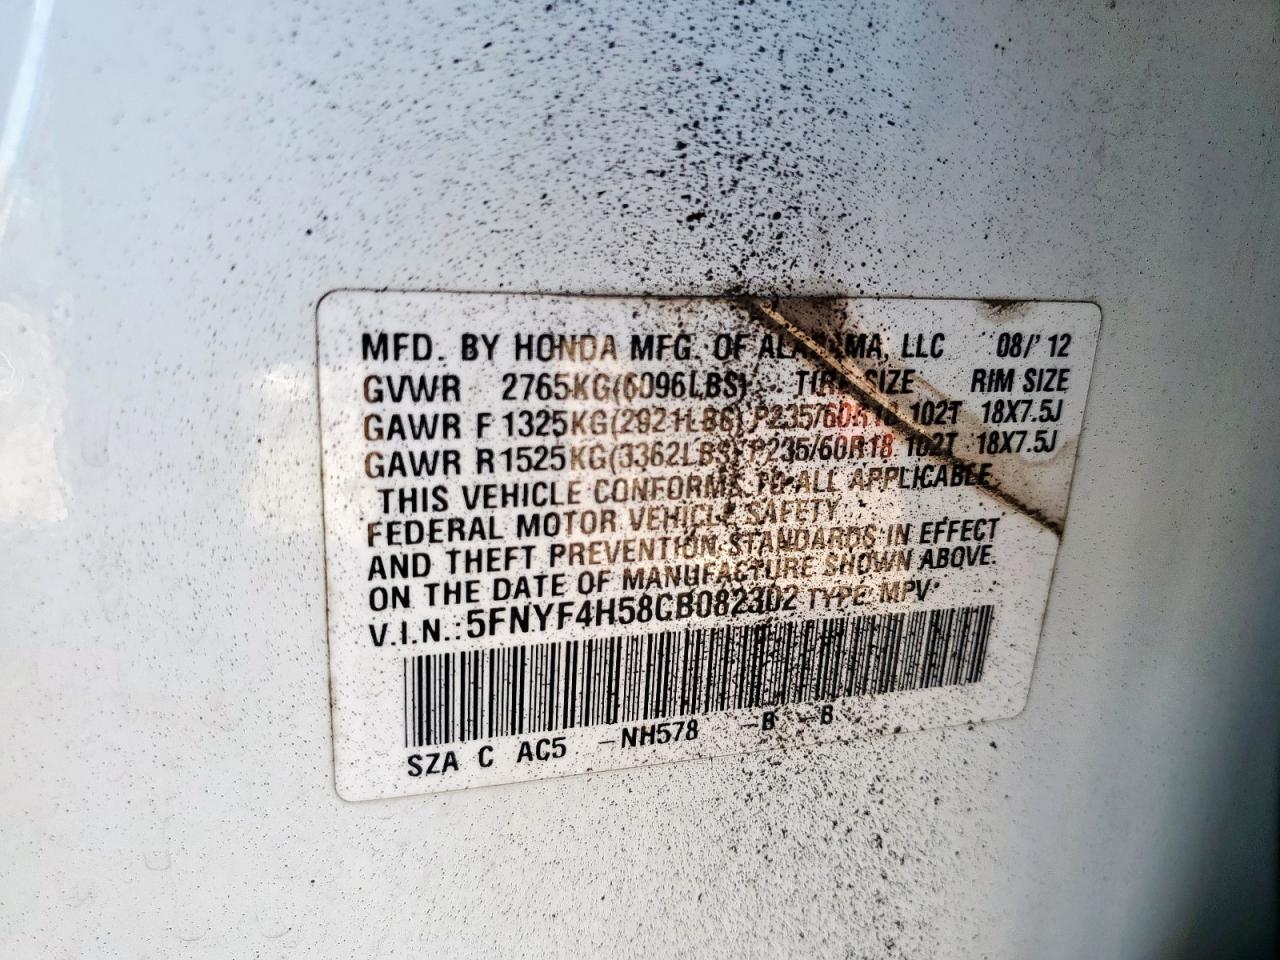 MFD. BY HONDA MFG. OF ALABAMA, LLC 08/'12
GVWR 2765KG(6096LBS) TIRE SIZE RIM SIZE
GAWR F 1325KG(2921LBS) P235/60R18 102T 18X7.5J
GAWR R 1525KG(3362LBS) P235/60R18 102T 18X7.5J
THIS VEHICLE CONFORMS TO ALL APPLICABLE
FEDERAL MOTOR VEHICLE SAFETY
AND THEFT PREVENTION STANDARDS IN EFFECT
ON THE DATE OF MANUFACTURE SHOWN ABOVE.
V.I.N.: 5FNYF4H58CB082302 TYPE: MPV
SZA C AC5 -NH578 -B -B